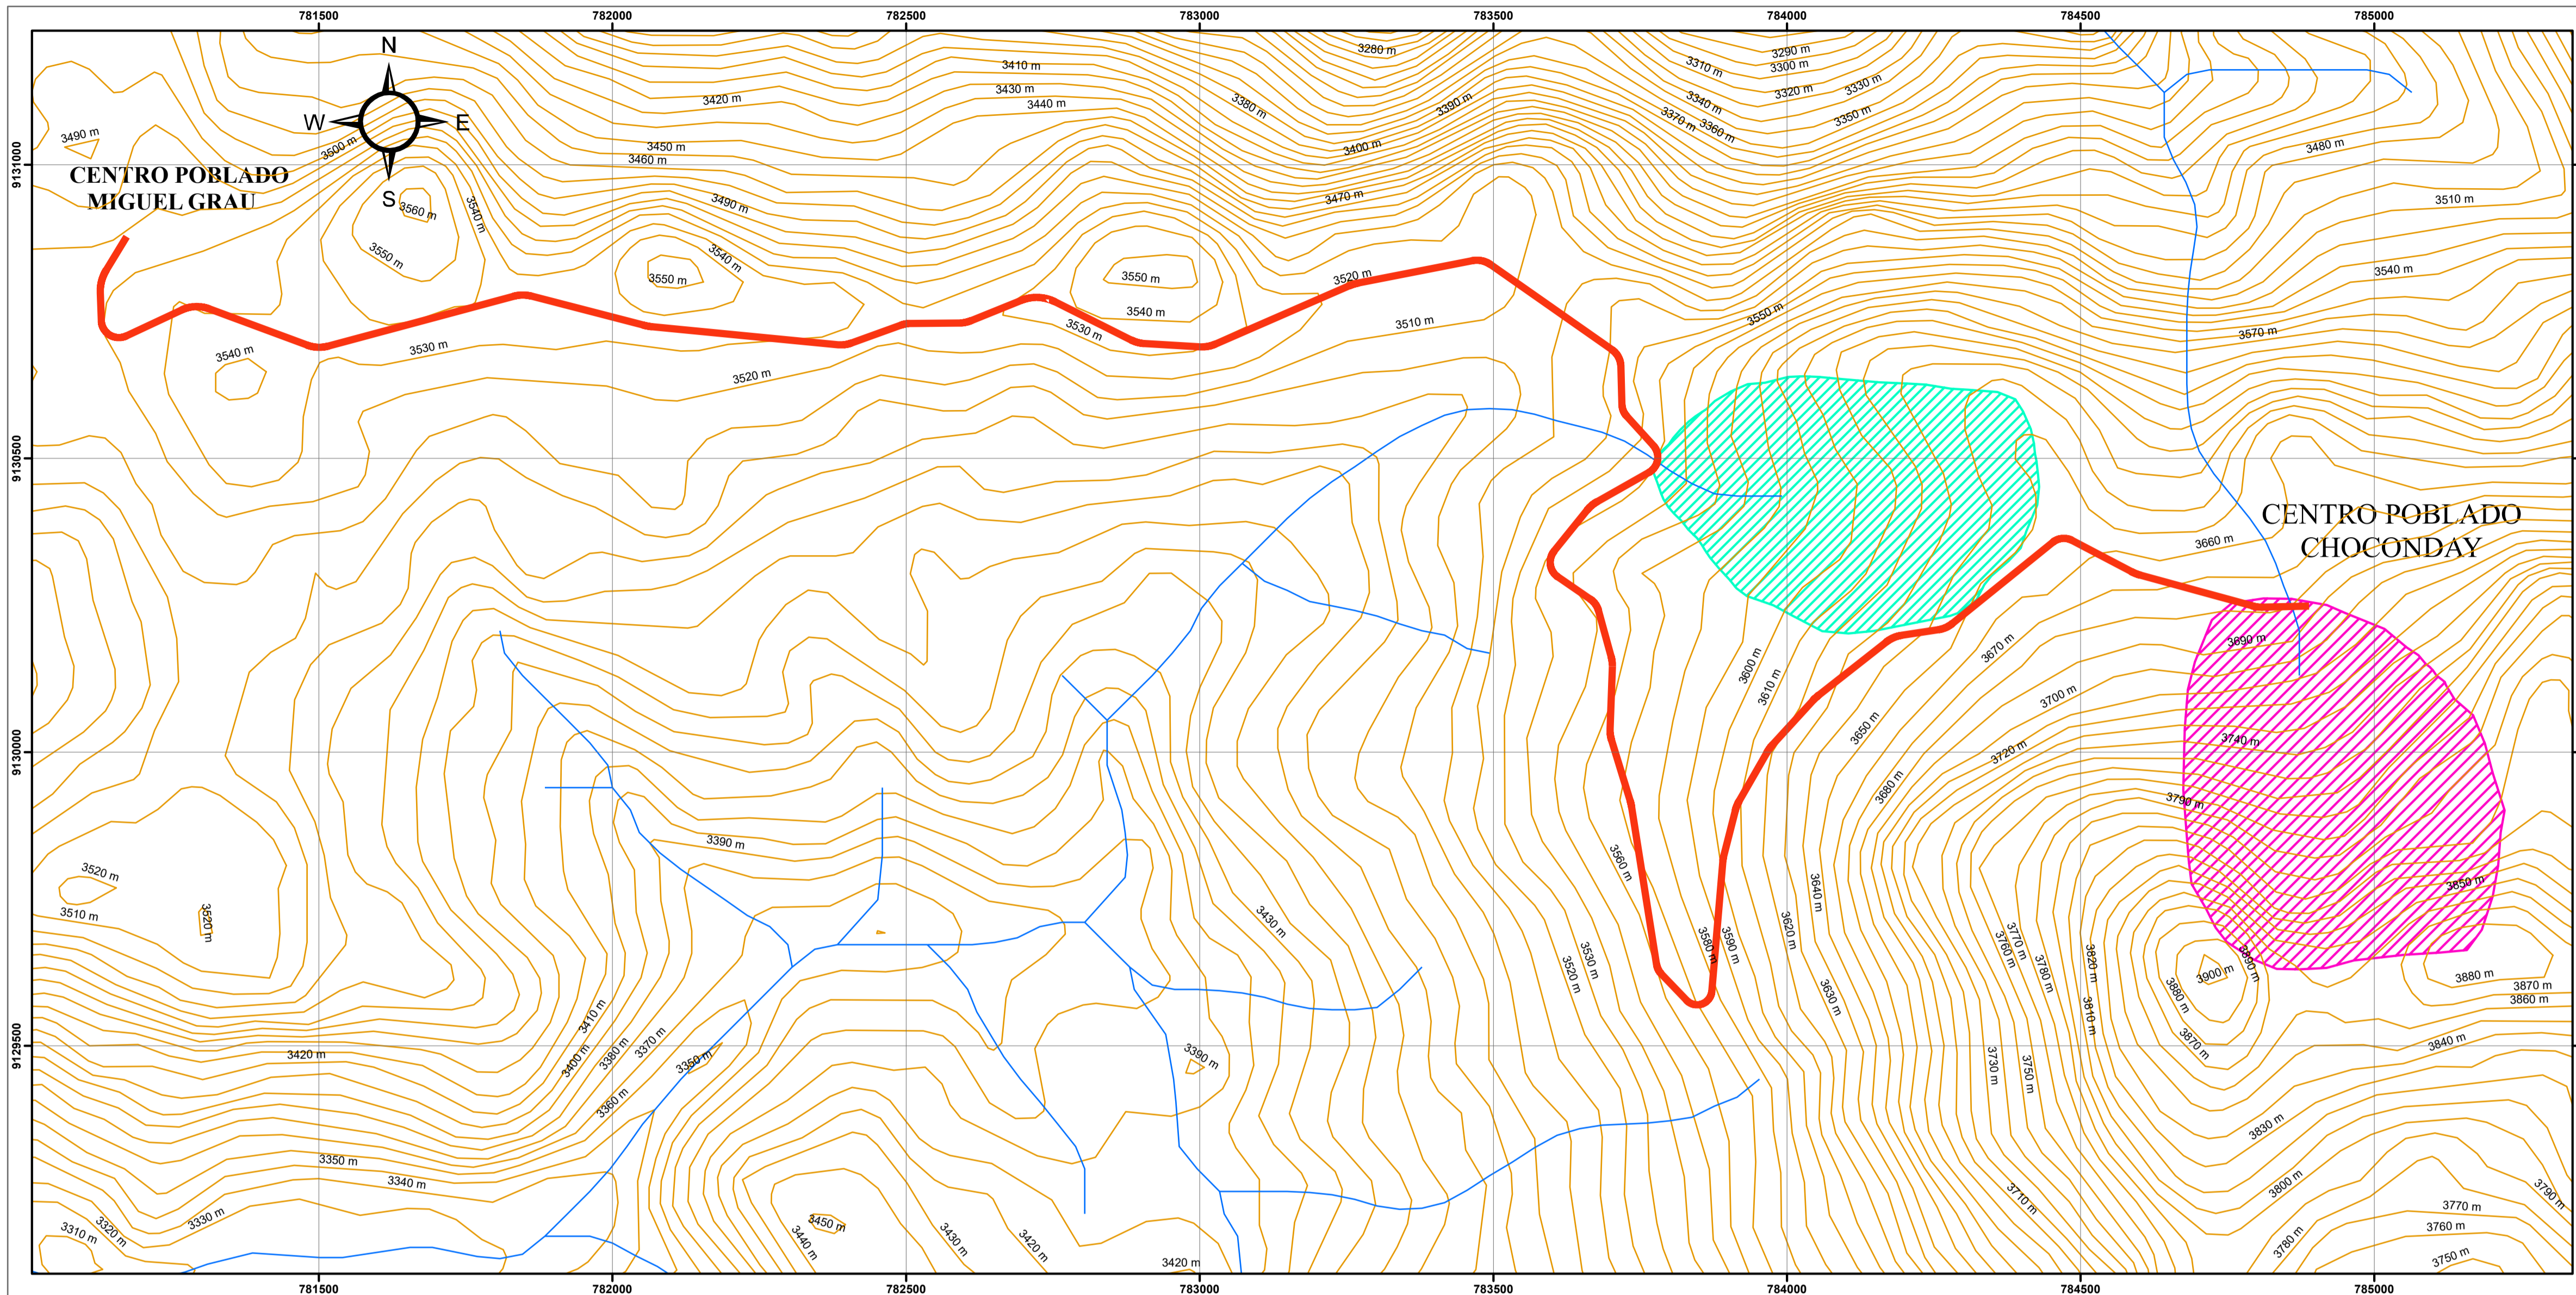 781500 782000 782500 783000 783500 784000 784500 785000
N
W E
S
3280 m
3290 m
3410 m
3310 m
3300 m
3430 m
3420 m
3440 m
3380 m
3390 m
3340 m
3320 m
3330 m
3370 m
3360 m
3350 m
3490 m
3500 m
3450 m
3460 m
3400 m
3480 m
9131000
CENTRO POBLADO
MIGUEL GRAU
3560 m
3540 m
3490 m
3470 m
3510 m
3550 m
3550 m
3540 m
3550 m
3520 m
3540 m
3540 m
3530 m
3510 m
3550 m
3570 m
3540 m
3530 m
3520 m
9130500
CENTRO POBLADO
CHOCONDAY
3660 m
3690 m
3670 m
3600 m
3610 m
3700 m
3650 m
3720 m
3740 m
9130000
3680 m
3790 m
3390 m
3560 m
3520 m
3510 m
3520 m
3430 m
3640 m
3850 m
3620 m
3580 m
3590 m
3530 m
3520 m
3630 m
3770 m
3760 m
3780 m
3820 m
3810 m
3890 m
3900 m
3880 m
3880 m
3870 m
3860 m
3870 m
3840 m
9129500
3420 m
3410 m
3400 m
3380 m
3370 m
3350 m
3360 m
3390 m
3730 m
3750 m
3830 m
3350 m
3340 m
3330 m
3320 m
3310 m
3450 m
3440 m
3430 m
3420 m
3420 m
3710 m
3800 m
3790 m
3780 m
3770 m
3760 m
3750 m
781500 782000 782500 783000 783500 784000 784500 785000